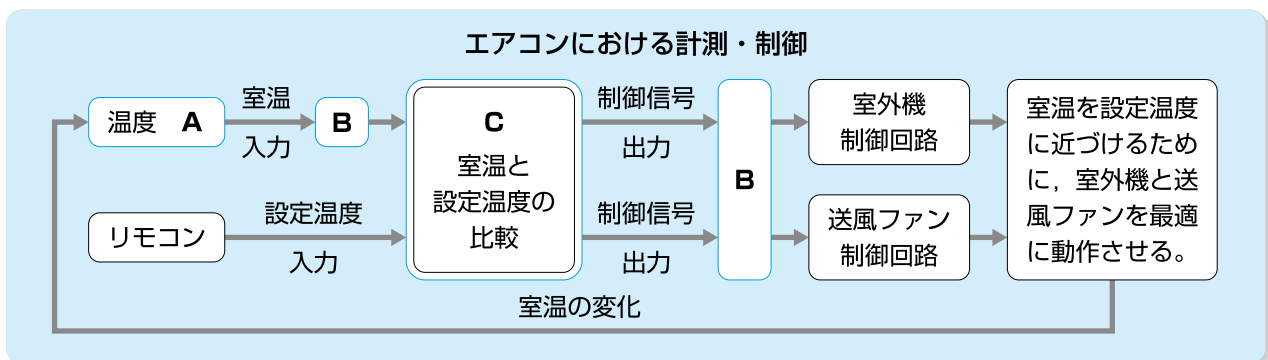 エアコンにおける計測・制御
温度 A
室温
入力
B
C
室温と
設定温度の
比較
制御信号
出力
B
室外機
制御回路
室温を設定温度
に近づけるため
に，室外機と送
風ファンを最適
に動作させる。
リモコン
設定温度
入力
制御信号
出力
送風ファン
制御回路
室温の変化